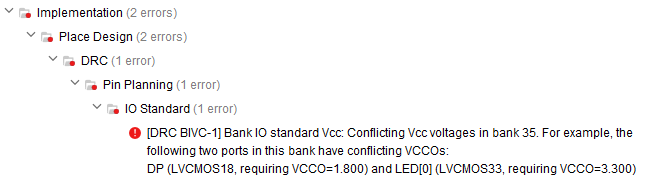 Implementation (2 errors)
Place Design (2 errors)
DRC (1 error)
Pin Planning (1 error)
IO Standard (1 error)
[DRC BIVC-1] Bank IO standard Vcc: Conflicting Vcc voltages in bank 35. For example, the
following two ports in this bank have conflicting VCCOs:
DP (LVCMOS18, requiring VCCO=1.800) and LED[0] (LVCMOS33, requiring VCCO=3.300)